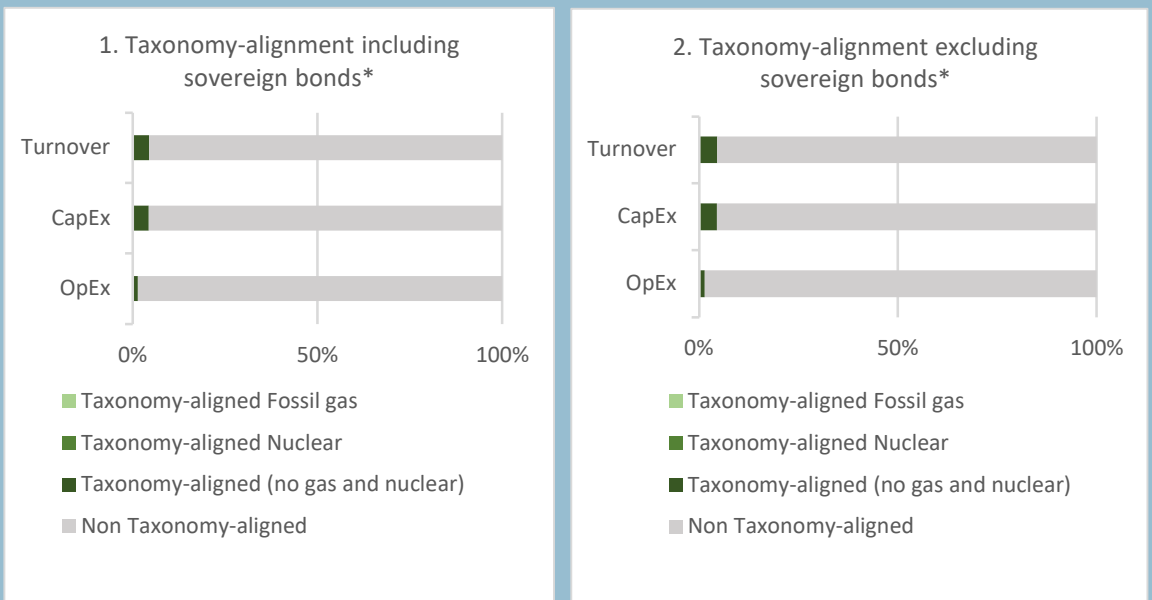 1. Taxonomy-alignment including
sovereign bonds*
Turnover
CapEx
OpEx
0%
50%
100%
Taxonomy-aligned Fossil gas
Taxonomy-aligned Nuclear
Taxonomy-aligned (no gas and nuclear)
Non Taxonomy-aligned
2. Taxonomy-alignment excluding
sovereign bonds*
Turnover
CapEx
OpEx
0%
50%
100%
Taxonomy-aligned Fossil gas
Taxonomy-aligned Nuclear
Taxonomy-aligned (no gas and nuclear)
Non Taxonomy-aligned